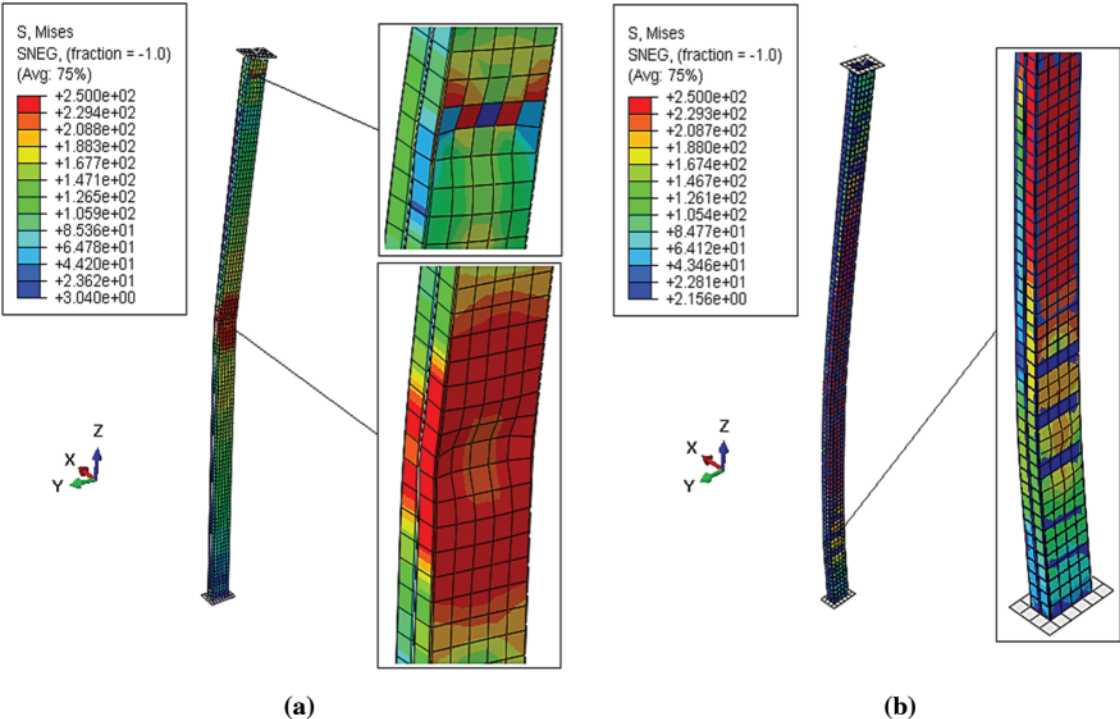 S, Mises
SNEG, (fraction = -1.0)
(Avg: 75%)
+2.500e+02
+2.294e+02
+2.088e+02
+1.883e+02
+1.677e+02
+1.471e+02
+1.265e+02
+1.059e+02
+8.536e+01
+6.478e+01
+4.420e+01
+2.362e+01
+3.040e+00
Z
X
Y
(a)
S, Mises
SNEG, (fraction = -1.0)
(Avg: 75%)
+2.500e+02
+2.293e+02
+2.087e+02
+1.880e+02
+1.674e+02
+1.467e+02
+1.261e+02
+1.054e+02
+8.477e+01
+6.412e+01
+4.346e+01
+2.281e+01
+2.156e+00
Z
X
Y
(b)